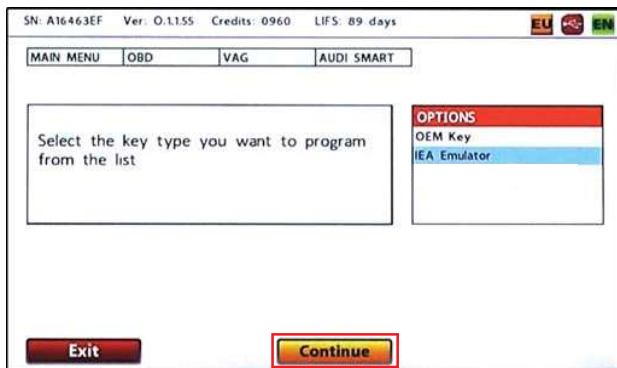 SN: A16463EF Ver: 0.1.1.55 Credits: 0960 LIFS: 89 days EU EN
MAIN MENU OBD VAG AUDI SMART
Select the key type you want to program
from the list
OPTIONS
OEM Key
IEA Emulator
Exit Continue